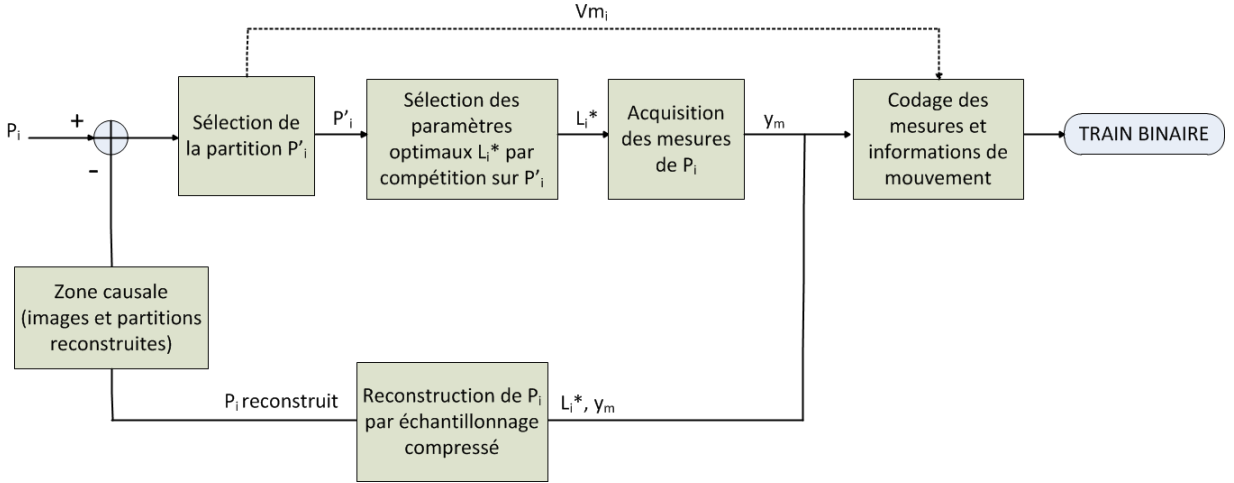 Vmᵢ
Pᵢ
+
-
Sélection de
la partition P'ᵢ
P'ᵢ
Sélection des
paramètres
optimaux Lᵢ* par
compétition sur P'ᵢ
Lᵢ*
Acquisition
des mesures
de Pᵢ
yₘ
Codage des
mesures et
informations de
mouvement
TRAIN BINAIRE
Zone causale
(images et partitions
reconstruites)
Pᵢ reconstruit
Reconstruction de Pᵢ
par échantillonnage
compressé
Lᵢ*, yₘ